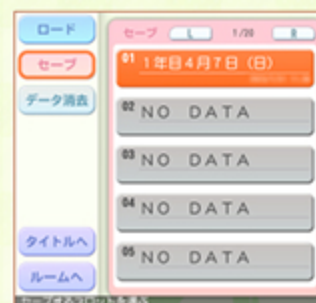 ロード
セーブ
データ消去
タイトルへ
ルームへ
セーブ L 1/20 R
01 1年目4月7日(日)
02 NO DATA
03 NO DATA
04 NO DATA
05 NO DATA